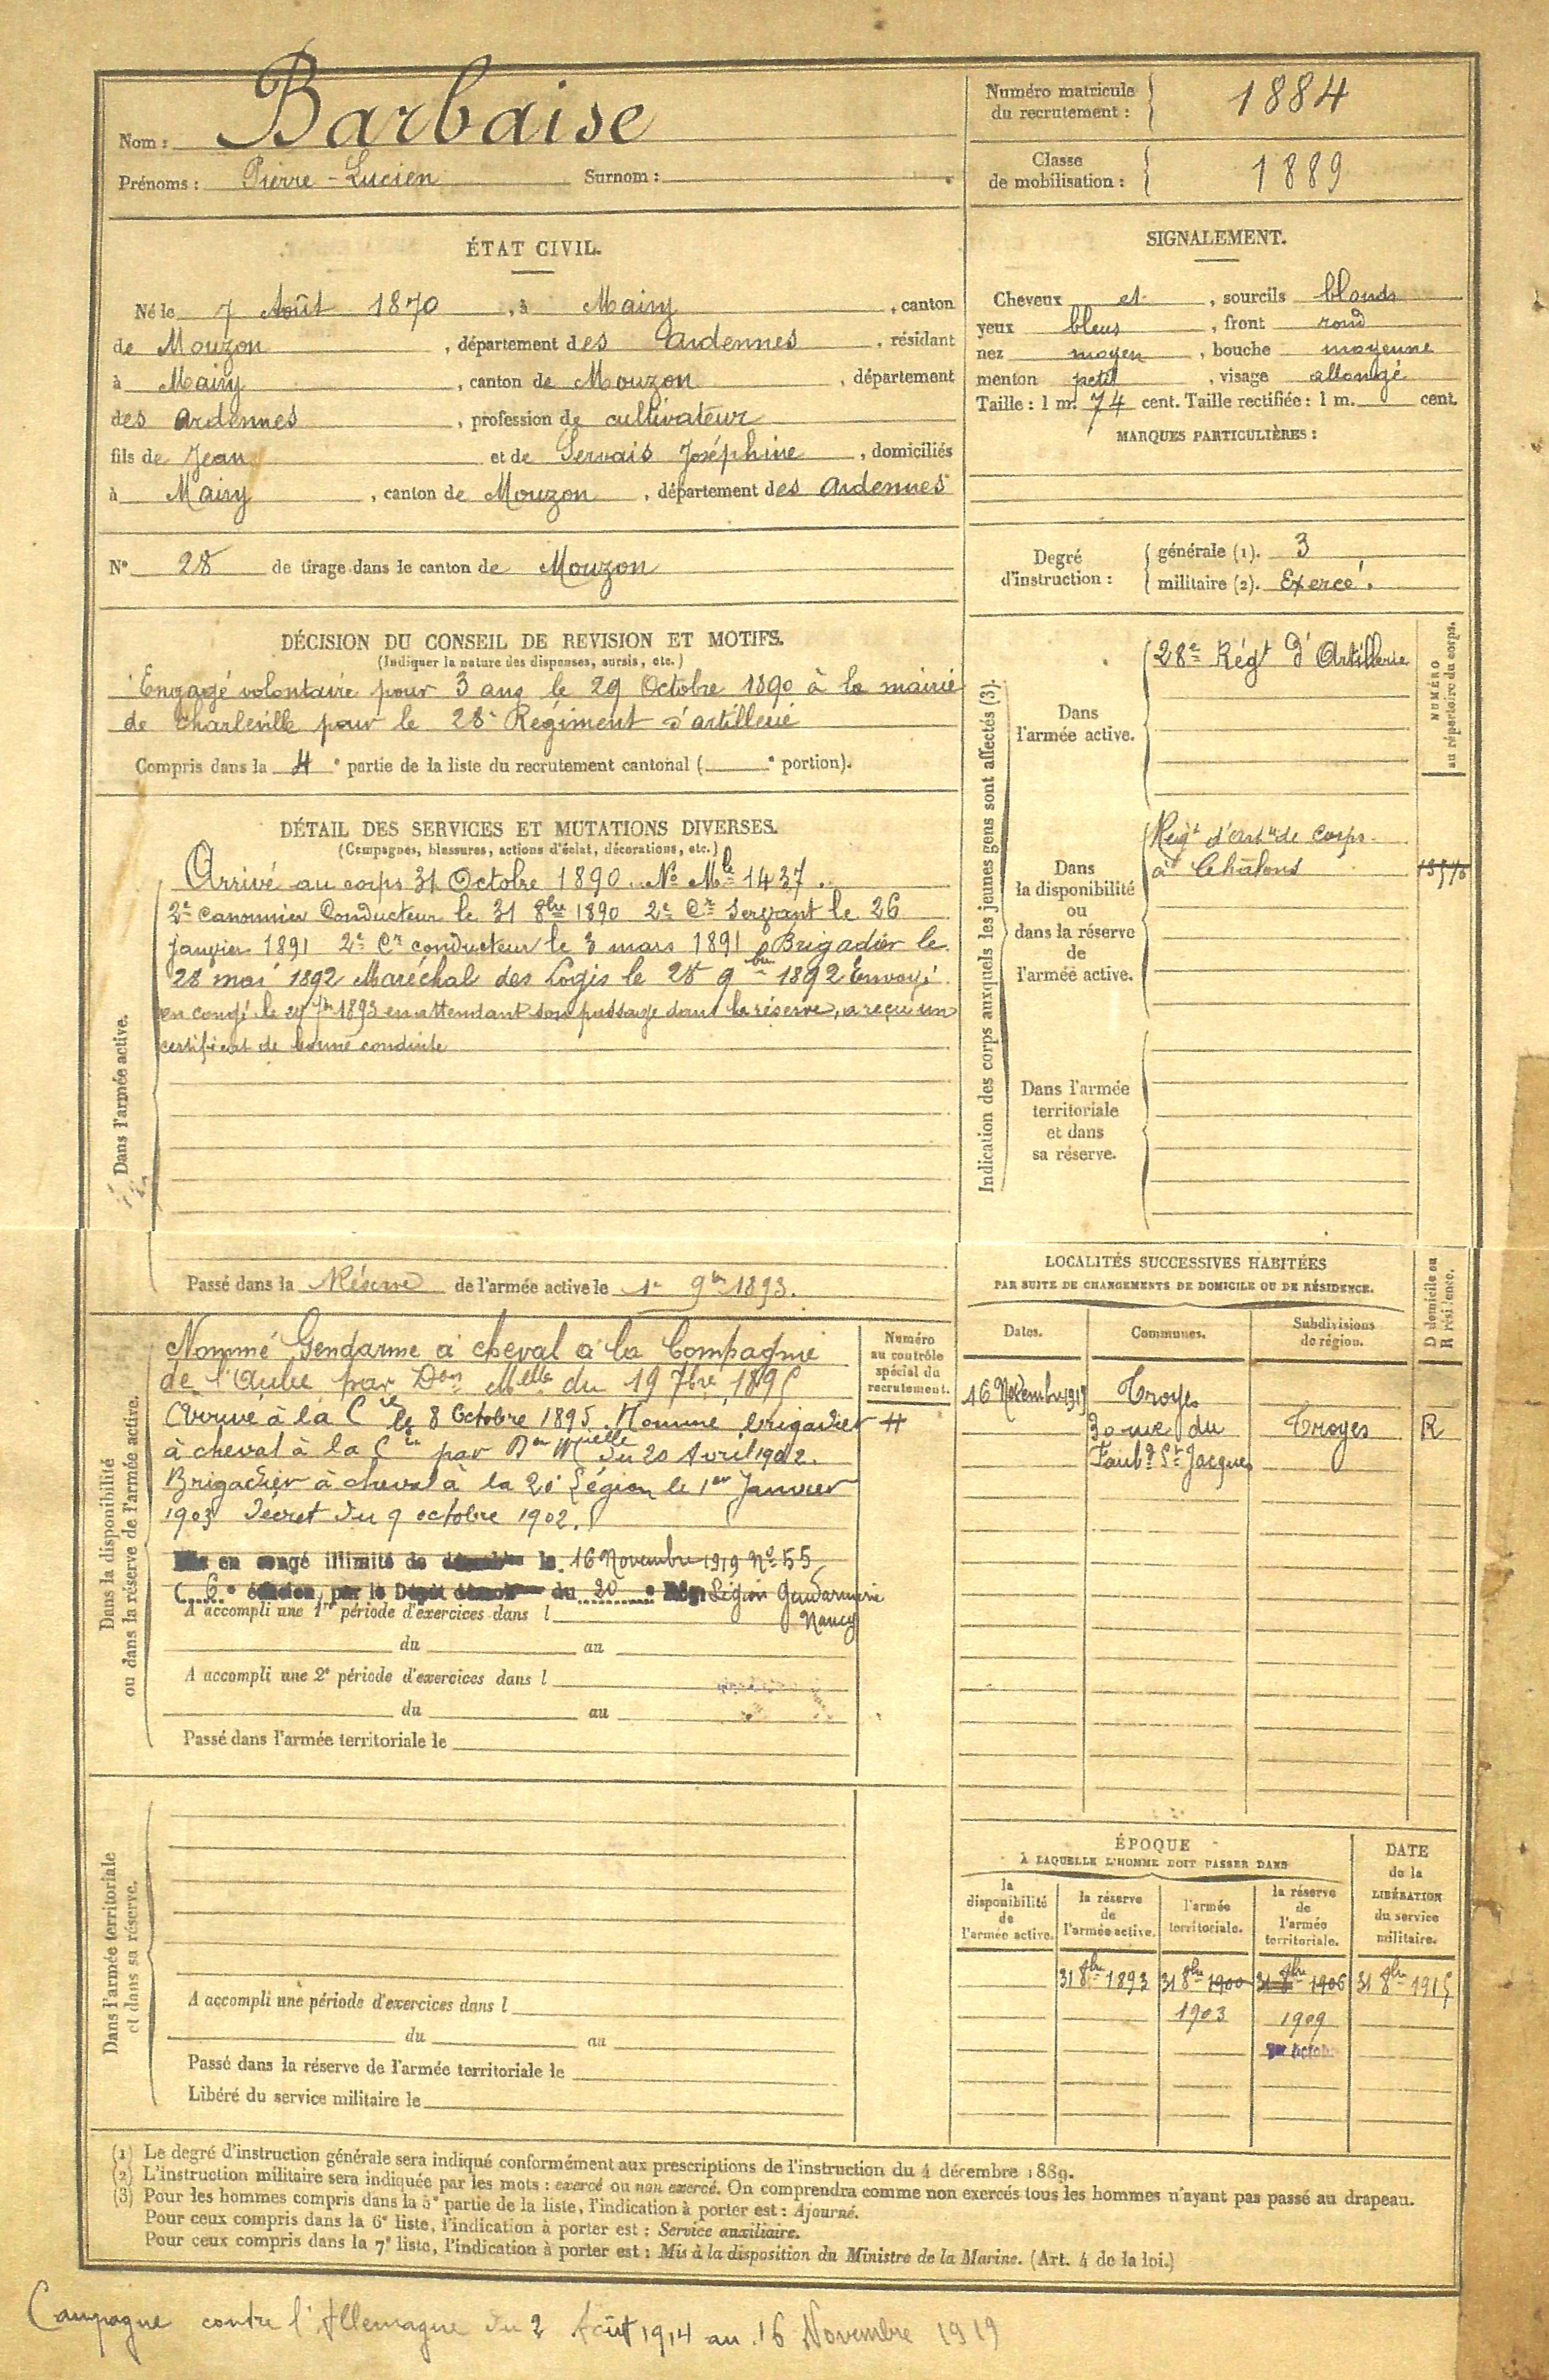 Nom : Barbaise
Prénoms : Pierre - Lucien Surnom :
Numéro matricule du recrutement : 1884
Classe de mobilisation : 1889
ÉTAT CIVIL.
Né le 7 Août 1870, à Mairy, canton
de Mouzon, département des Ardennes, résidant
à Mairy, canton de Mouzon, département
des Ardennes, profession de cultivateur
fils de Jean et de Servais Joséphine, domiciliés
à Mairy, canton de Mouzon, département des Ardennes
N° 28 de tirage dans le canton de Mouzon
SIGNALEMENT.
Cheveux et, sourcils blonds
yeux bleus, front rond
nez moyen, bouche moyenne
menton petit, visage allongé
Taille : 1 m. 74 cent. Taille rectifiée : 1 m. cent.
MARQUES PARTICULIÈRES :
Degré d'instruction :
générale (1). 3
militaire (2). Exercé.
DÉCISION DU CONSEIL DE REVISION ET MOTIFS.
(Indiquer la nature des dispenses, sursis, etc.)
Engagé volontaire pour 3 ans le 29 Octobre 1890 à la mairie
de Charleville pour le 28e Régiment d'artillerie
Compris dans la 4e partie de la liste du recrutement cantonal ( e portion).
DÉTAIL DES SERVICES ET MUTATIONS DIVERSES.
(Campagnes, blessures, actions d'éclat, décorations, etc.)
Dans l'armée active.
Arrivé au corps 31 Octobre 1890. No Mle 1437.
2e Canonnier Conducteur le 31 8bre 1890 2e Cr Servant le 26
janvier 1891 2e Cr conducteur le 3 mars 1891 Brigadier le
28 mai 1892 Maréchal des Logis le 28 9bre 1892 Envoyé
en congé le 7bre 1893 en attendant son passage dans la réserve, a reçu un
certificat de bonne conduite
Passé dans la Réserve de l'armée active le 1er 9bre 1893.
Indication des corps auxquels les jeunes gens sont affectés (3).
NUMÉRO au répertoire du corps.
Dans l'armée active.
28e Régt d'Artillerie
Dans la disponibilité ou dans la réserve de l'armée active.
Régt d'artie de Corps
à Châlons
Dans l'armée territoriale et dans sa réserve.
Dans la disponibilité ou dans la réserve de l'armée active.
Numéro au contrôle spécial du recrutement.
Nommé Gendarme à cheval à la Compagnie
de l'Aube par Don Mielle du 19 7bre 1895
Arrivé à la Cie le 8 Octobre 1895. Nommé brigadier
à cheval à la Cie par Don Mielle du 20 Avril 1902.
Brigadier à cheval à la 20e Légion le 1er Janvier
1903 Décret du 9 octobre 1902.
en congé illimité de le 16 Novembre 1919 No 55
6e par le Dépôt du 20e Légion Gendarmerie
Nancy
A accompli une 1re période d'exercices dans l
du au
A accompli une 2e période d'exercices dans l
du au
Passé dans l'armée territoriale le
LOCALITÉS SUCCESSIVES HABITÉES
PAR SUITE DE CHANGEMENTS DE DOMICILE OU DE RÉSIDENCE.
Dates. Communes. Subdivisions de région. D domicile ou R résidence.
16 Novembre 1919 Troyes
30 rue du Troyes R
Faubg St Jacques
Dans l'armée territoriale et dans sa réserve.
A accompli une période d'exercices dans l
du au
Passé dans la réserve de l'armée territoriale le
Libéré du service militaire le
ÉPOQUE
À LAQUELLE L'HOMME DOIT PASSER DANS
la disponibilité de l'armée active.
la réserve de l'armée active.
l'armée territoriale.
la réserve de l'armée territoriale.
DATE de la LIBÉRATION du service militaire.
31 8bre 1893 31 8bre 1900 31 8bre 1906 31 8bre 1915
1903 1909
(1) Le degré d'instruction générale sera indiqué conformément aux prescriptions de l'instruction du 4 décembre 1889.
(2) L'instruction militaire sera indiquée par les mots : exercé ou non exercé. On comprendra comme non exercés tous les hommes n'ayant pas passé au drapeau.
(3) Pour les hommes compris dans la 5e partie de la liste, l'indication à porter est : Ajourné.
Pour ceux compris dans la 6e liste, l'indication à porter est : Service auxiliaire.
Pour ceux compris dans la 7e liste, l'indication à porter est : Mis à la disposition du Ministre de la Marine. (Art. 4 de la loi.)
Campagne contre l'Allemagne du 2 Août 1914 au 16 Novembre 1919